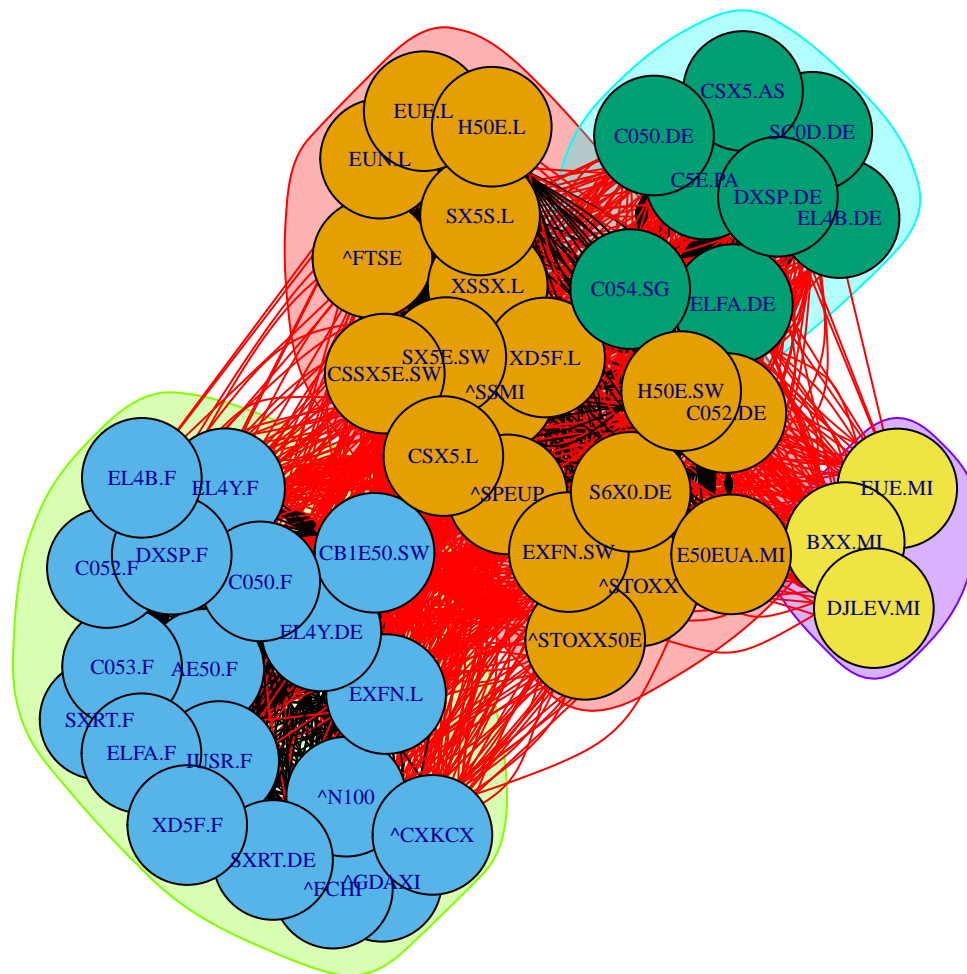 CSX5.AS
EUE.L
H50E.L
C050.DE
SC0D.DE
EUN.L
C5E.PA
DXSP.DE
SX5S.L
EL4B.DE
^FTSE
XSSX.L
C054.SG
ELFA.DE
SX5E.SW
XD5F.L
CSSX5E.SW
^SSMI
H50E.SW
C052.DE
CSX5.L
EL4B.F
EL4Y.F
^SPEUP
S6X0.DE
EUE.MI
BXX.MI
CB1E50.SW
DXSP.F
EXFN.SW
E50EUA.MI
C052.F
C050.F
^STOXX
DJLEV.MI
EL4Y.DE
^STOXX50E
C053.F
AE50.F
EXFN.L
SXRT.F
ELFA.F
IUSR.F
^N100
XD5F.F
^CXKCX
SXRT.DE
^FCHI
^GDAXI